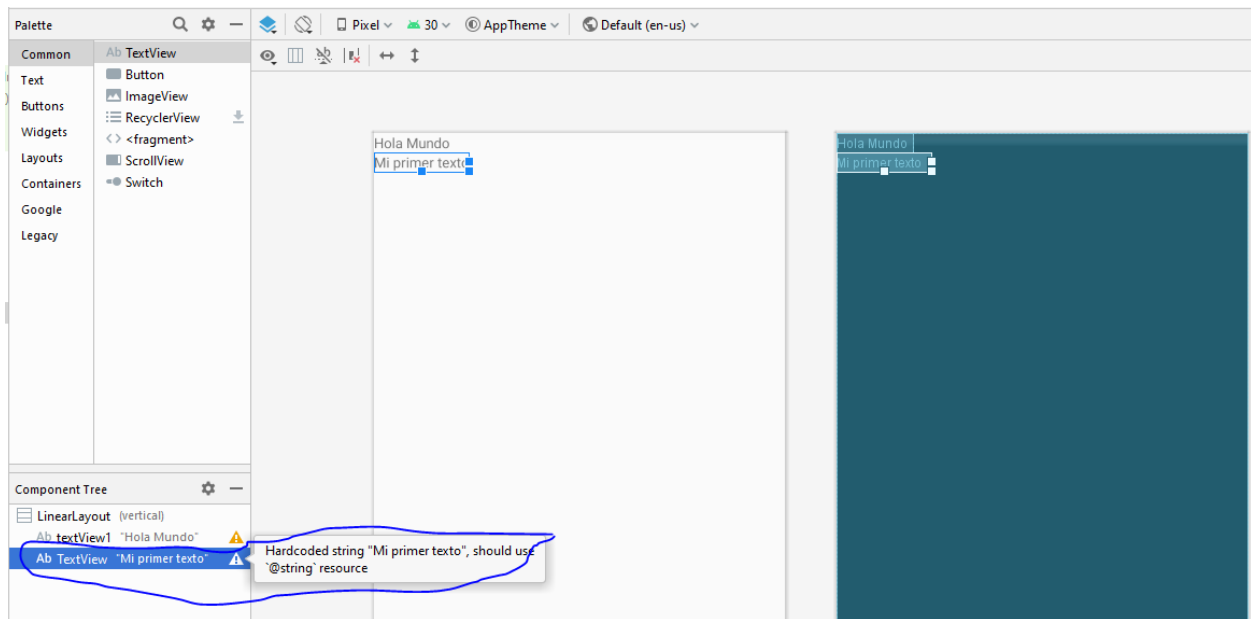 Palette
Pixel 30 AppTheme Default (en-us)
Common
Text
Buttons
Widgets
Layouts
Containers
Google
Legacy
Ab TextView
Button
ImageView
RecyclerView
<fragment>
ScrollView
Switch
Hola Mundo
Mi primer texto
Hola Mundo
Mi primer texto
Component Tree
LinearLayout (vertical)
Ab textView1 "Hola Mundo"
Ab TextView "Mi primer texto"
Hardcoded string "Mi primer texto", should use
`@string` resource